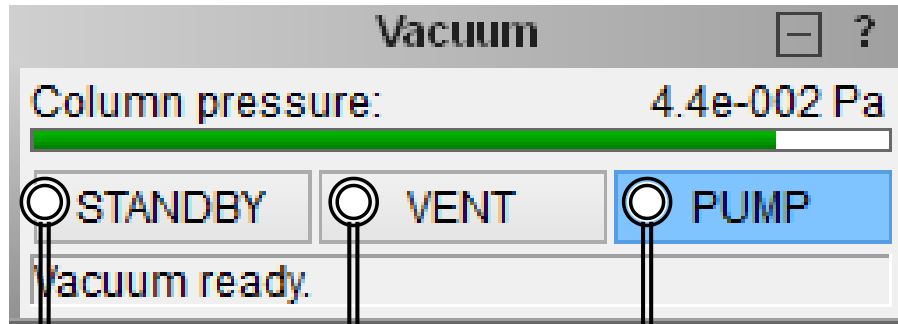 Vacuum ?
Column pressure: 4.4e-002 Pa
STANDBY VENT PUMP
Vacuum ready.